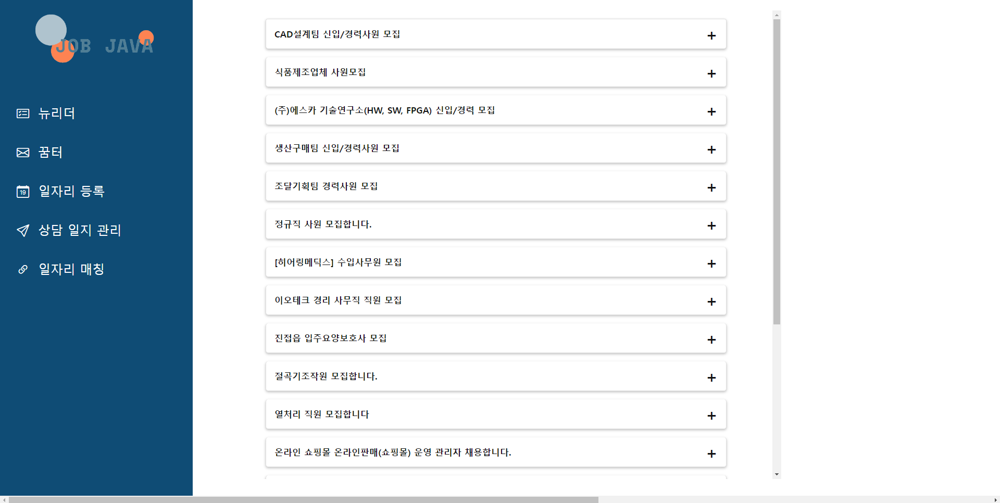 JOB JAVA
뉴리더
꿈터
19
일자리 등록
상담 일지 관리
일자리 매칭
CAD설계팀 신입/경력사원 모집
식품제조업체 사원모집
(주)에스카 기술연구소(HW, SW, FPGA) 신입/경력 모집
생산구매팀 신입/경력사원 모집
조달기획팀 경력사원 모집
정규직 사원 모집합니다.
[히어링메딕스] 수입사무원 모집
이오테크 경리 사무직 직원 모집
진접읍 입주요양보호사 모집
절곡기조작원 모집합니다.
열처리 직원 모집합니다
온라인 쇼핑몰 온라인판매(쇼핑몰) 운영 관리자 채용합니다.